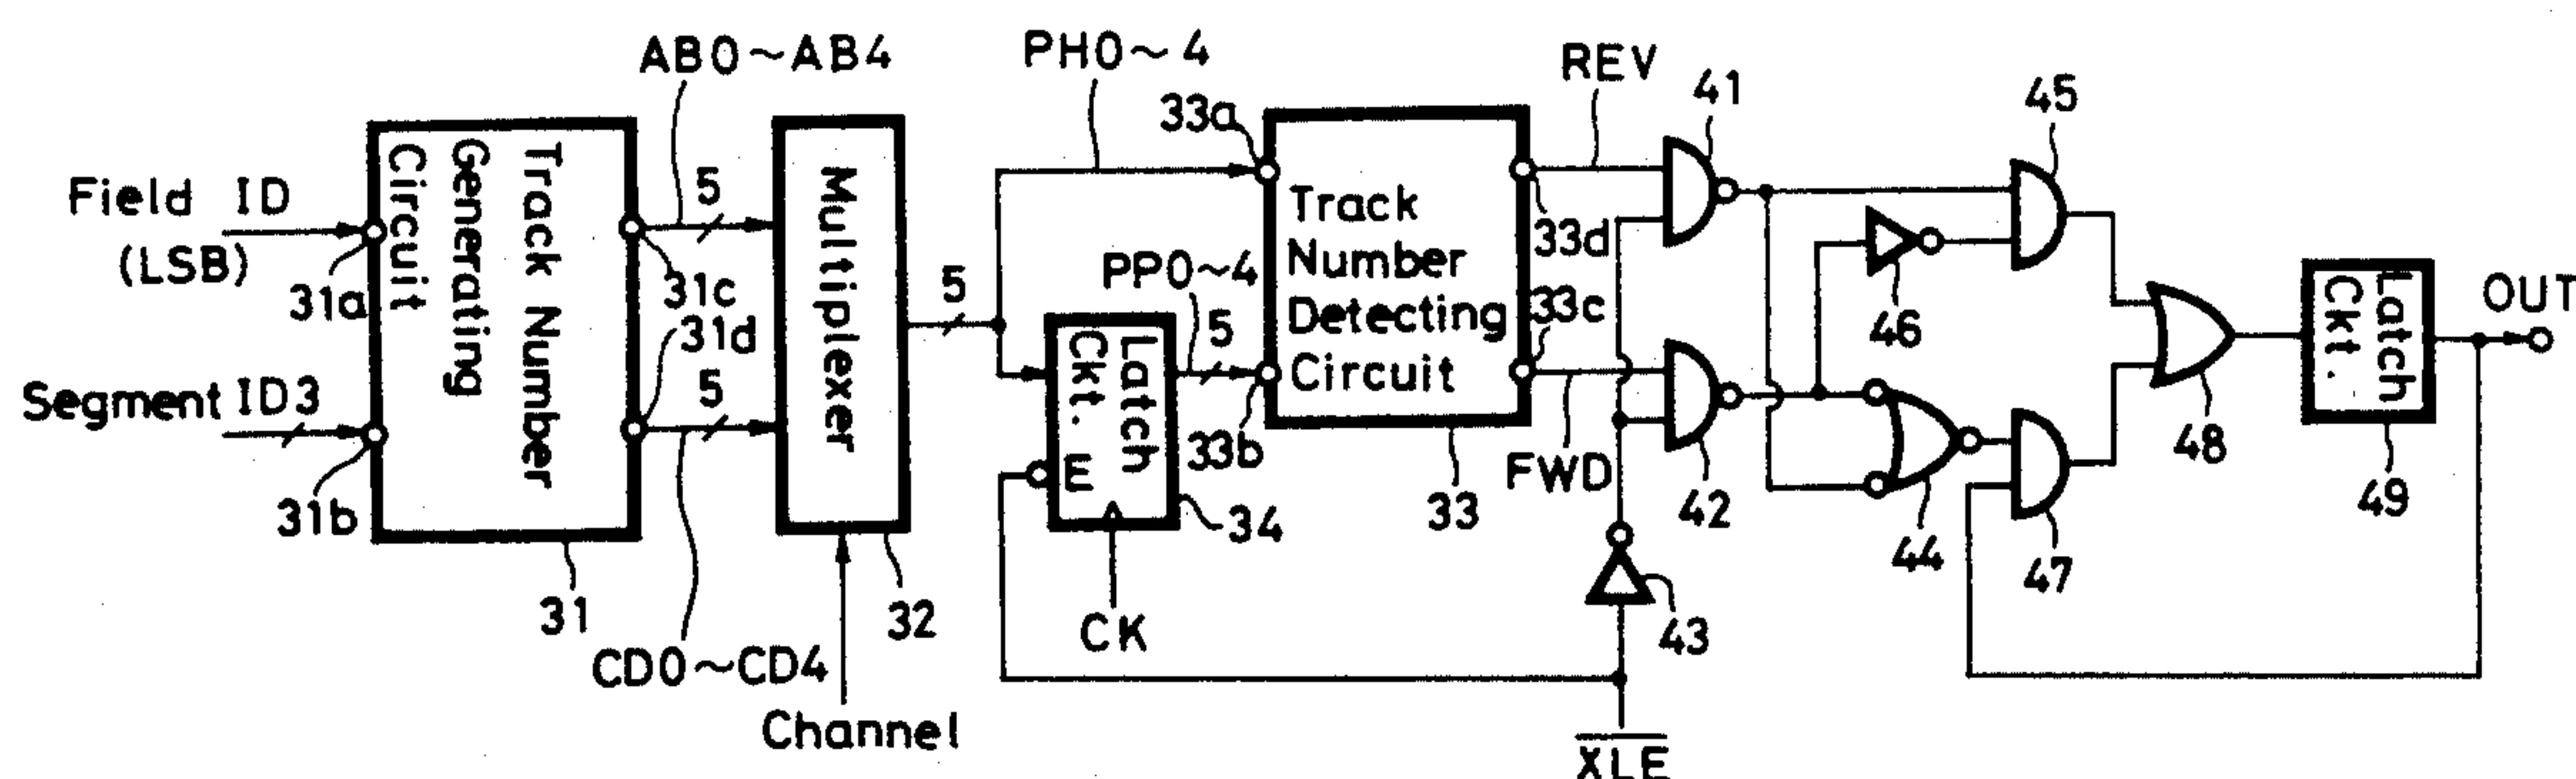 AB0~AB4
PH0~4
REV
41
45
33a
Field ID
(LSB)
31a
Track Number
Generating
Circuit
5
31c
Multiplexer
5
PP0~4
5
Track
Number
Detecting
Circuit
33d
33c
46
OUT
Latch
Ckt.
31d
Segment ID3
31b
5
Latch
Ckt.
E
33b
34
33
FWD
42
44
47
48
49
31
32
CK
43
CD0~CD4
Channel
XLE